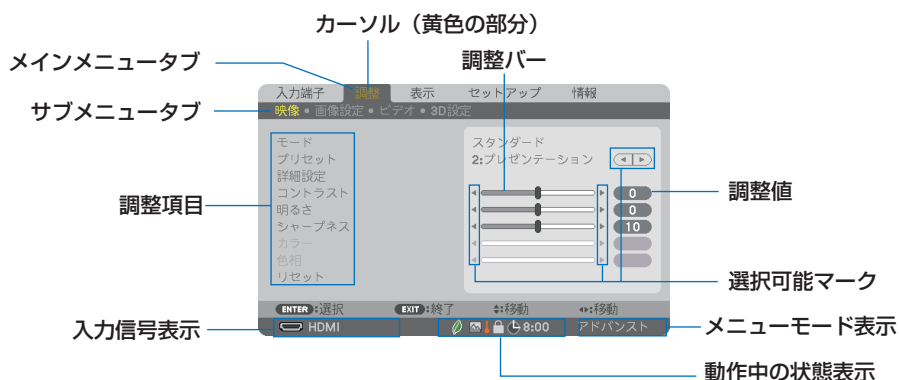 カーソル（黄色の部分）
メインメニュータブ
調整バー
サブメニュータブ
入力端子 調整 表示 セットアップ 情報
映像 • 画像設定 • ビデオ • 3D設定
モード スタンダード
プリセット 2:プレゼンテーション
詳細設定
コントラスト 0
明るさ 0
シャープネス 10
カラー
色相
リセット
調整項目
調整値
選択可能マーク
ENTER :選択 EXIT :終了 :移動 :移動
HDMI 8:00 アドバンスト
入力信号表示
メニューモード表示
動作中の状態表示